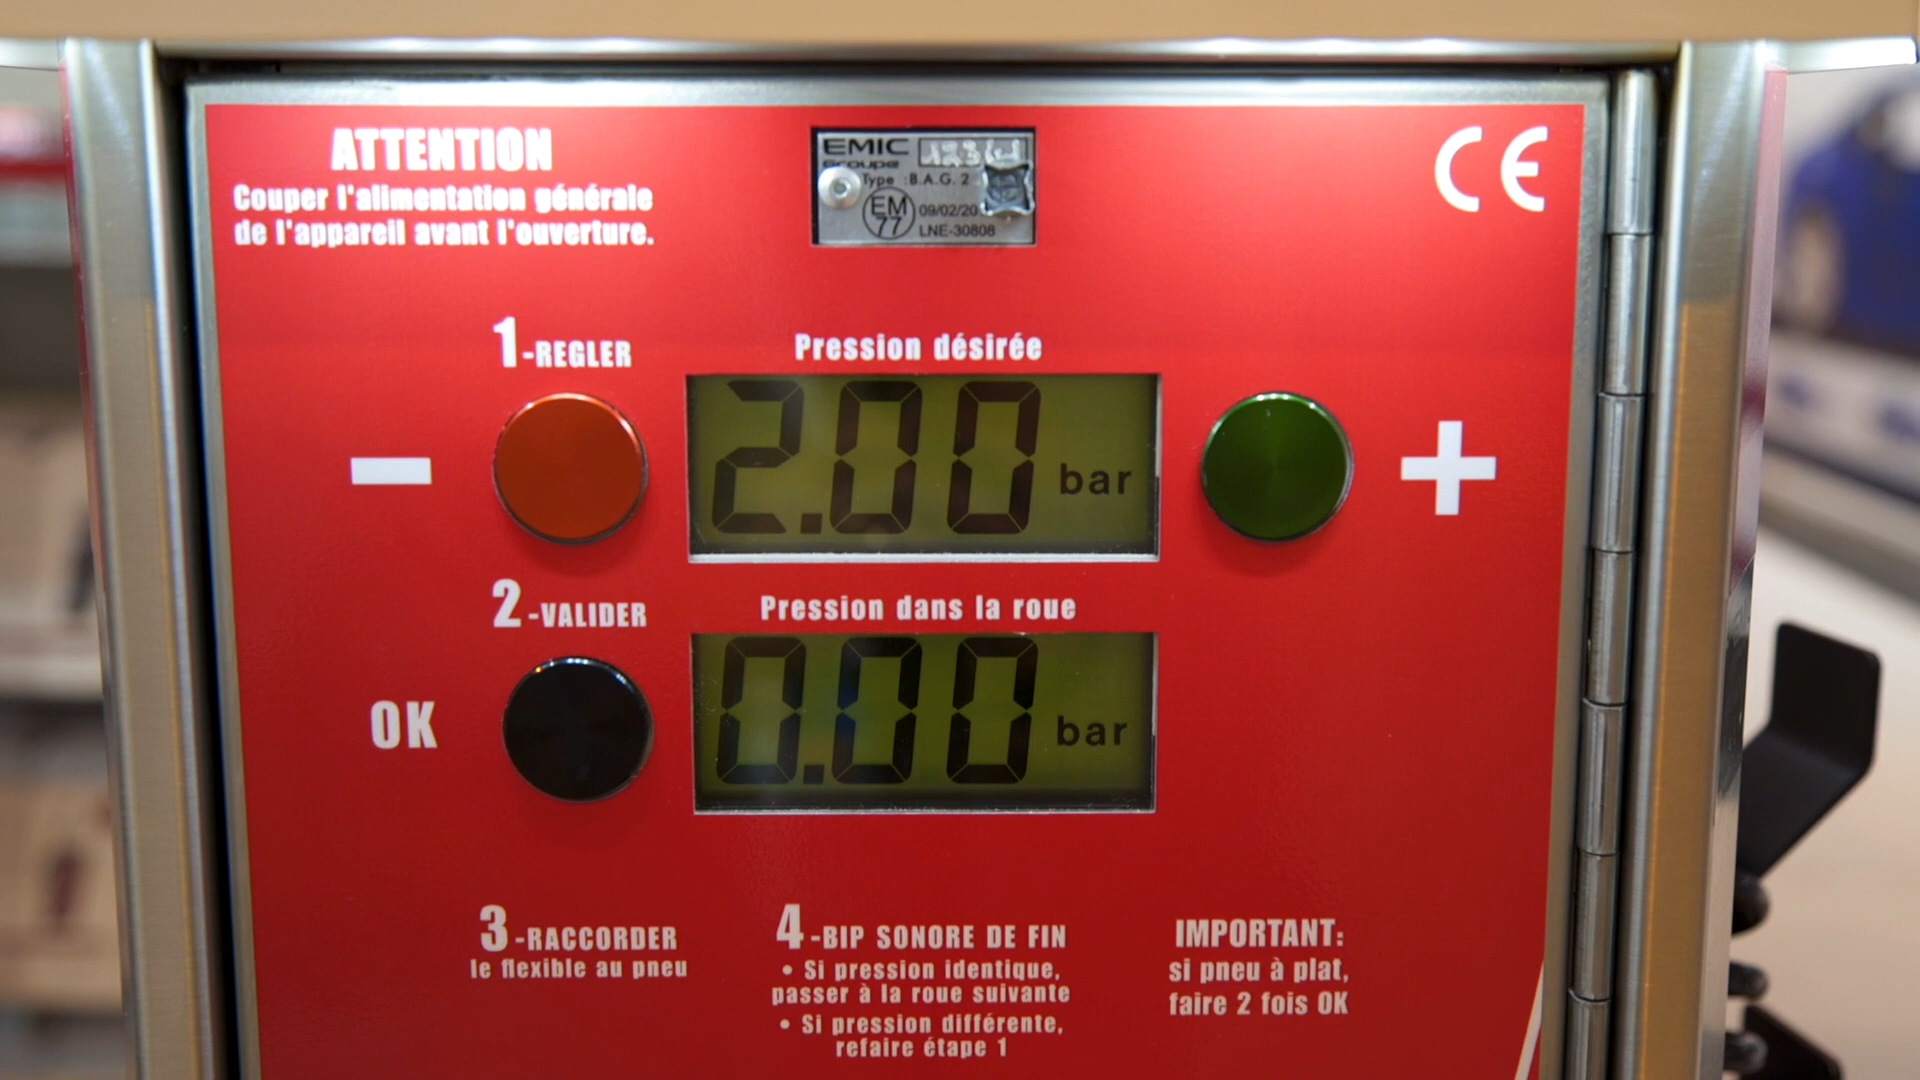 ATTENTION
Couper l'alimentation générale
de l'appareil avant l'ouverture.
EMIC
Groupe
Type : B.A.G. 2
EM
77
09/02/20
LNE-30808
CE
1-REGLER
Pression désirée
-
2.00 bar
+
2-VALIDER
Pression dans la roue
OK
0.00 bar
3-RACCORDER
le flexible au pneu
4-BIP SONORE DE FIN
• Si pression identique,
passer à la roue suivante
• Si pression différente,
refaire étape 1
IMPORTANT:
si pneu à plat,
faire 2 fois OK